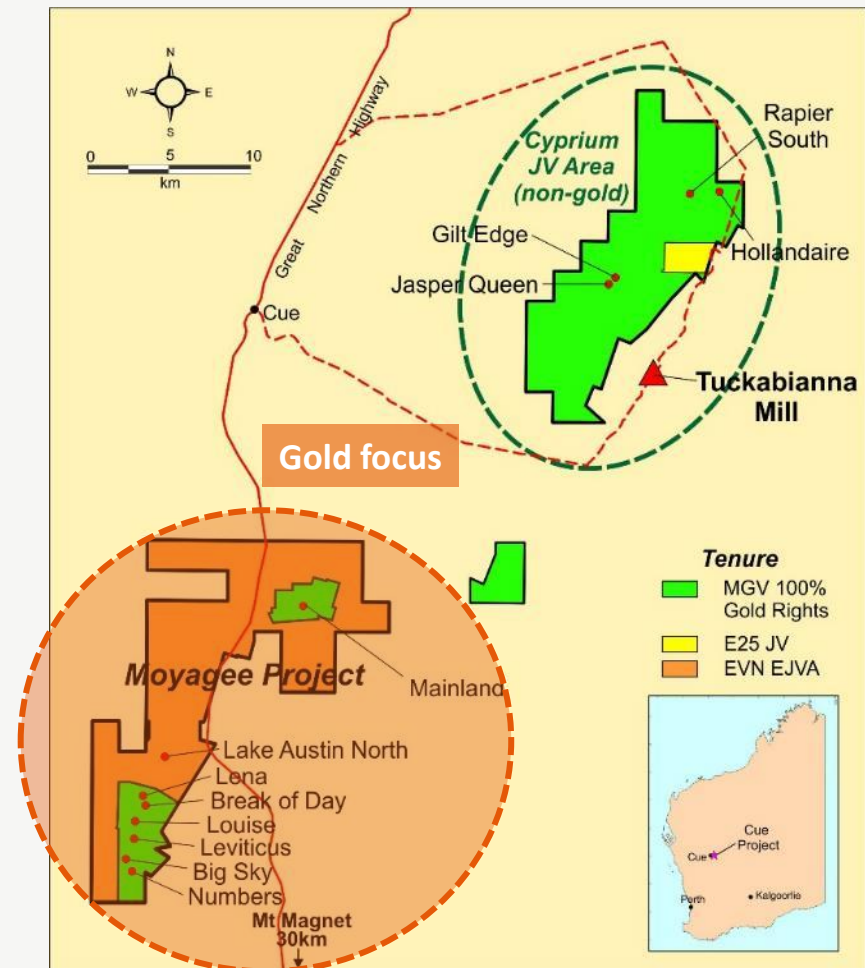 N
W E
S
0 5 10
km
Great Northern Highway
Cyprium
JV Area
(non-gold)
Rapier
South
Gilt Edge
Hollandaire
Jasper Queen
Cue
Tuckabianna
Mill
Gold focus
Tenure
MGV 100%
Gold Rights
E25 JV
EVN EJVA
Moyagee Project
Mainland
Lake Austin North
Lena
Break of Day
Louise
Leviticus
Big Sky
Numbers
Mt Magnet
30km
Cue
Cue
Project
Perth
Kalgoorlie